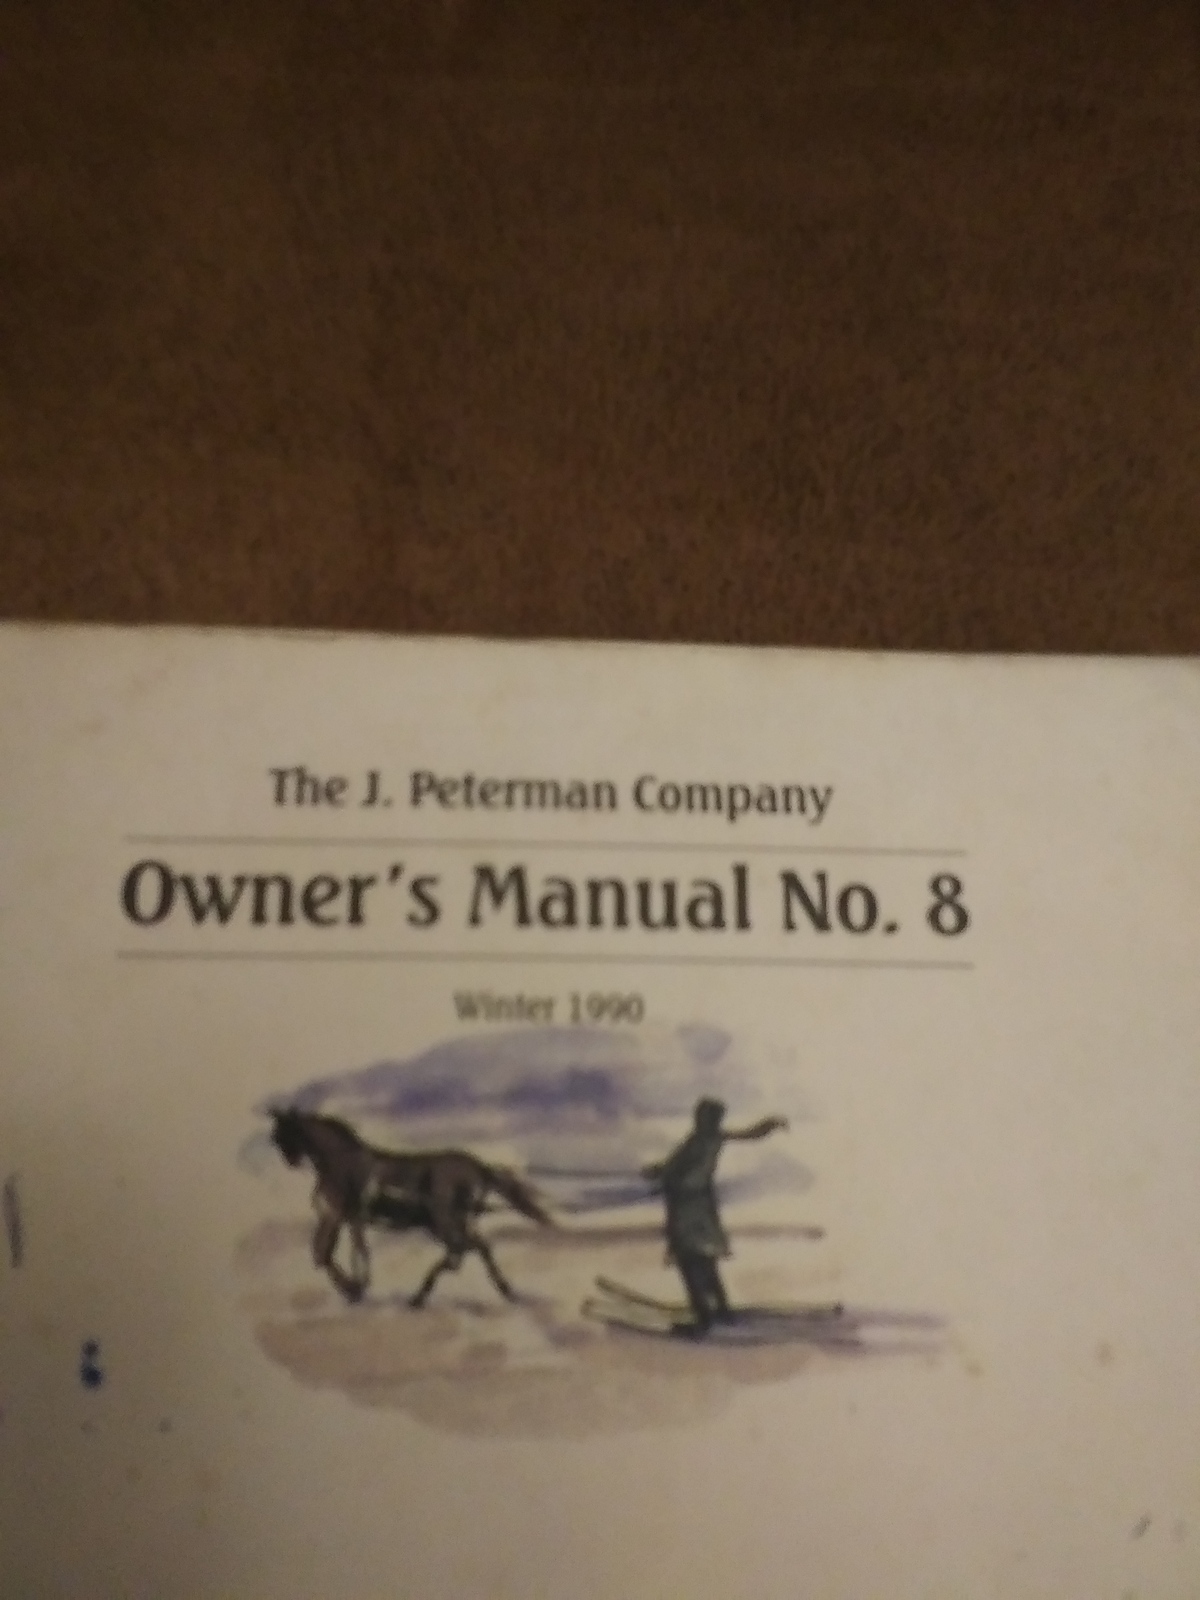 The J. Peterman Company
Owner's Manual No. 8
Winter 1990